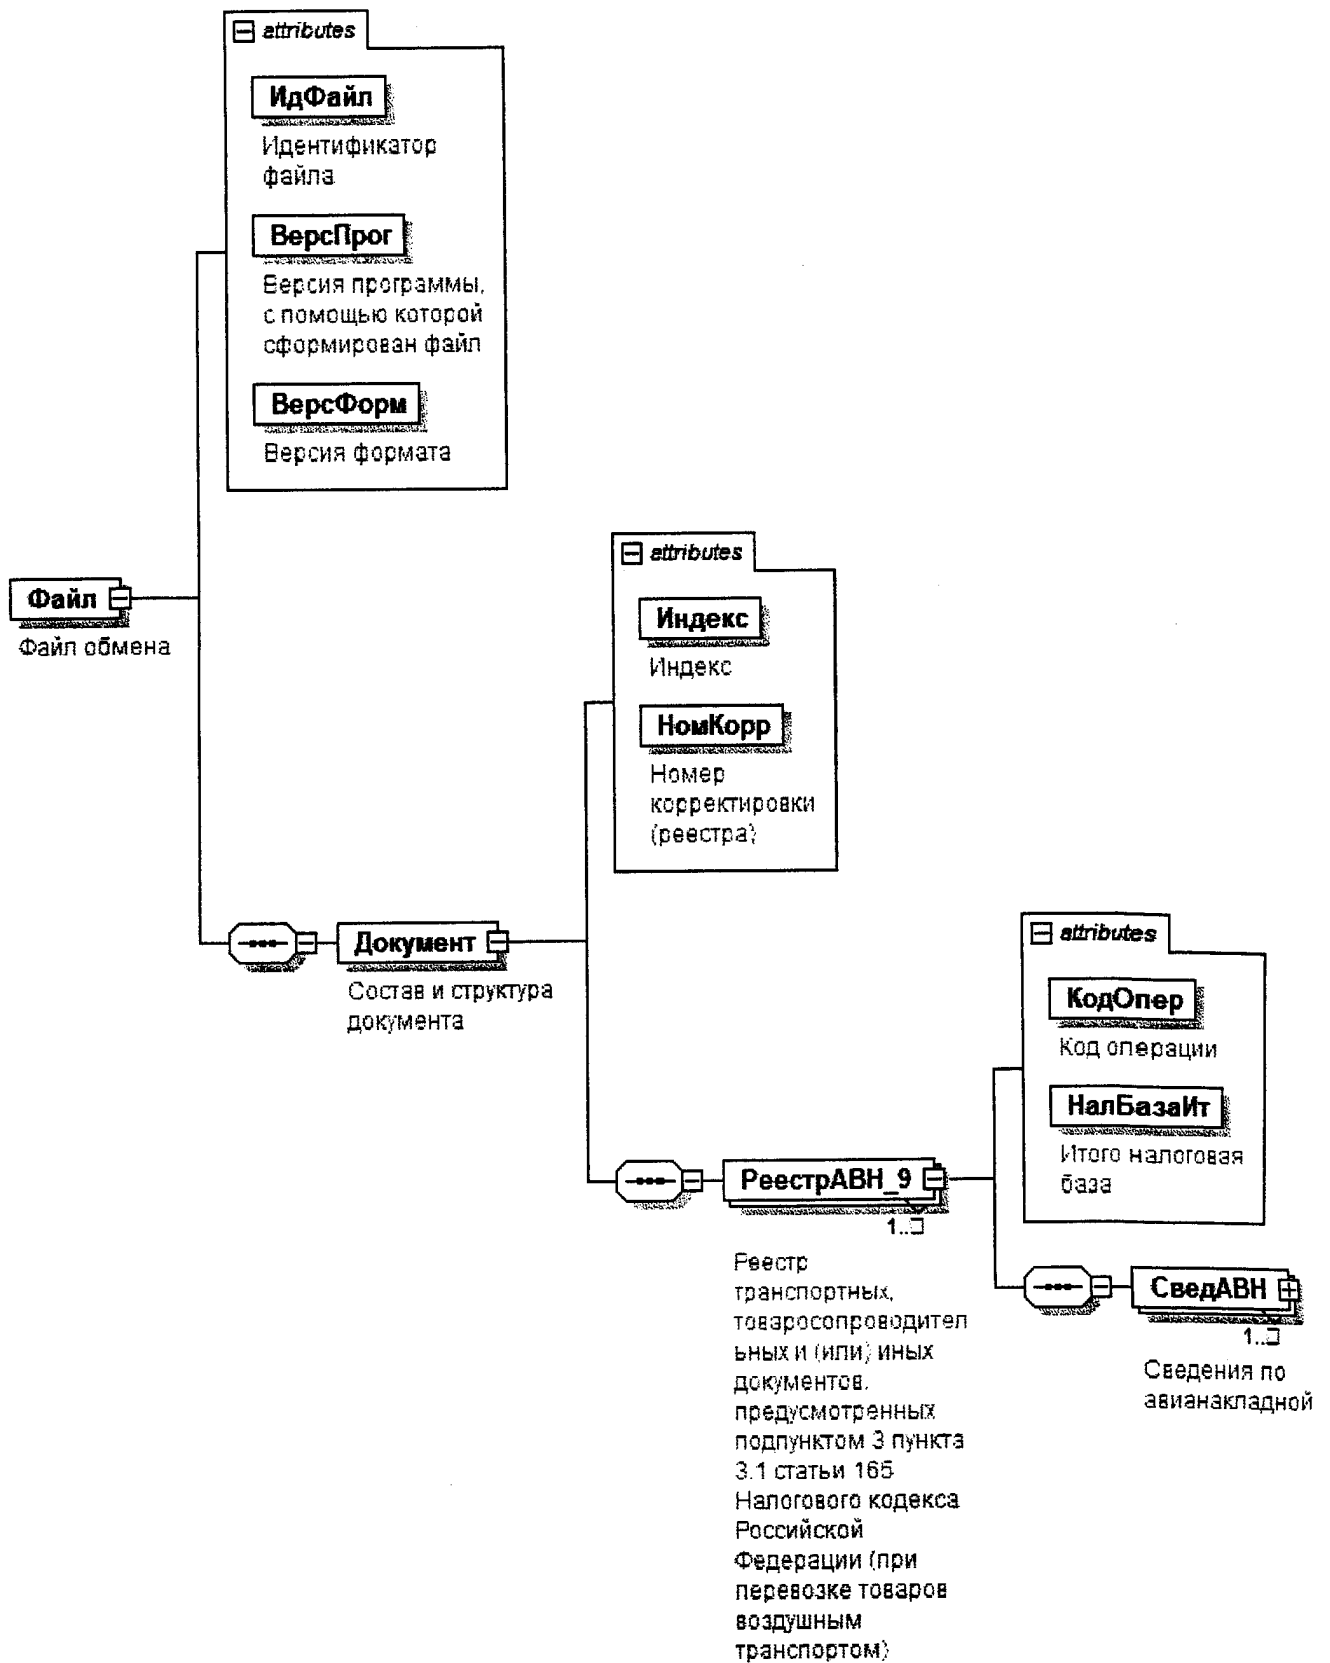 attributes
ИдФайл
Идентификатор
файла
ВерсПрог
Версия программы,
с помощью которой
сформирован файл
ВерсФорм
Версия формата
Файл
Файл обмена
attributes
Индекс
Индекс
НомКорр
Номер
корректировки
(реестра)
Документ
Состав и структура
документа
attributes
КодОпер
Код операции
НалБазаИт
Итого налоговая
база
РеестрАВН_9
1..□
Реестр
транспортных,
товаросопроводител
ьных и (или) иных
документов,
предусмотренных
подпунктом 3 пункта
3.1 статьи 165
Налогового кодекса
Российской
Федерации (при
перевозке товаров
воздушным
транспортом)
СведАВН
1..□
Сведения по
авианакладной